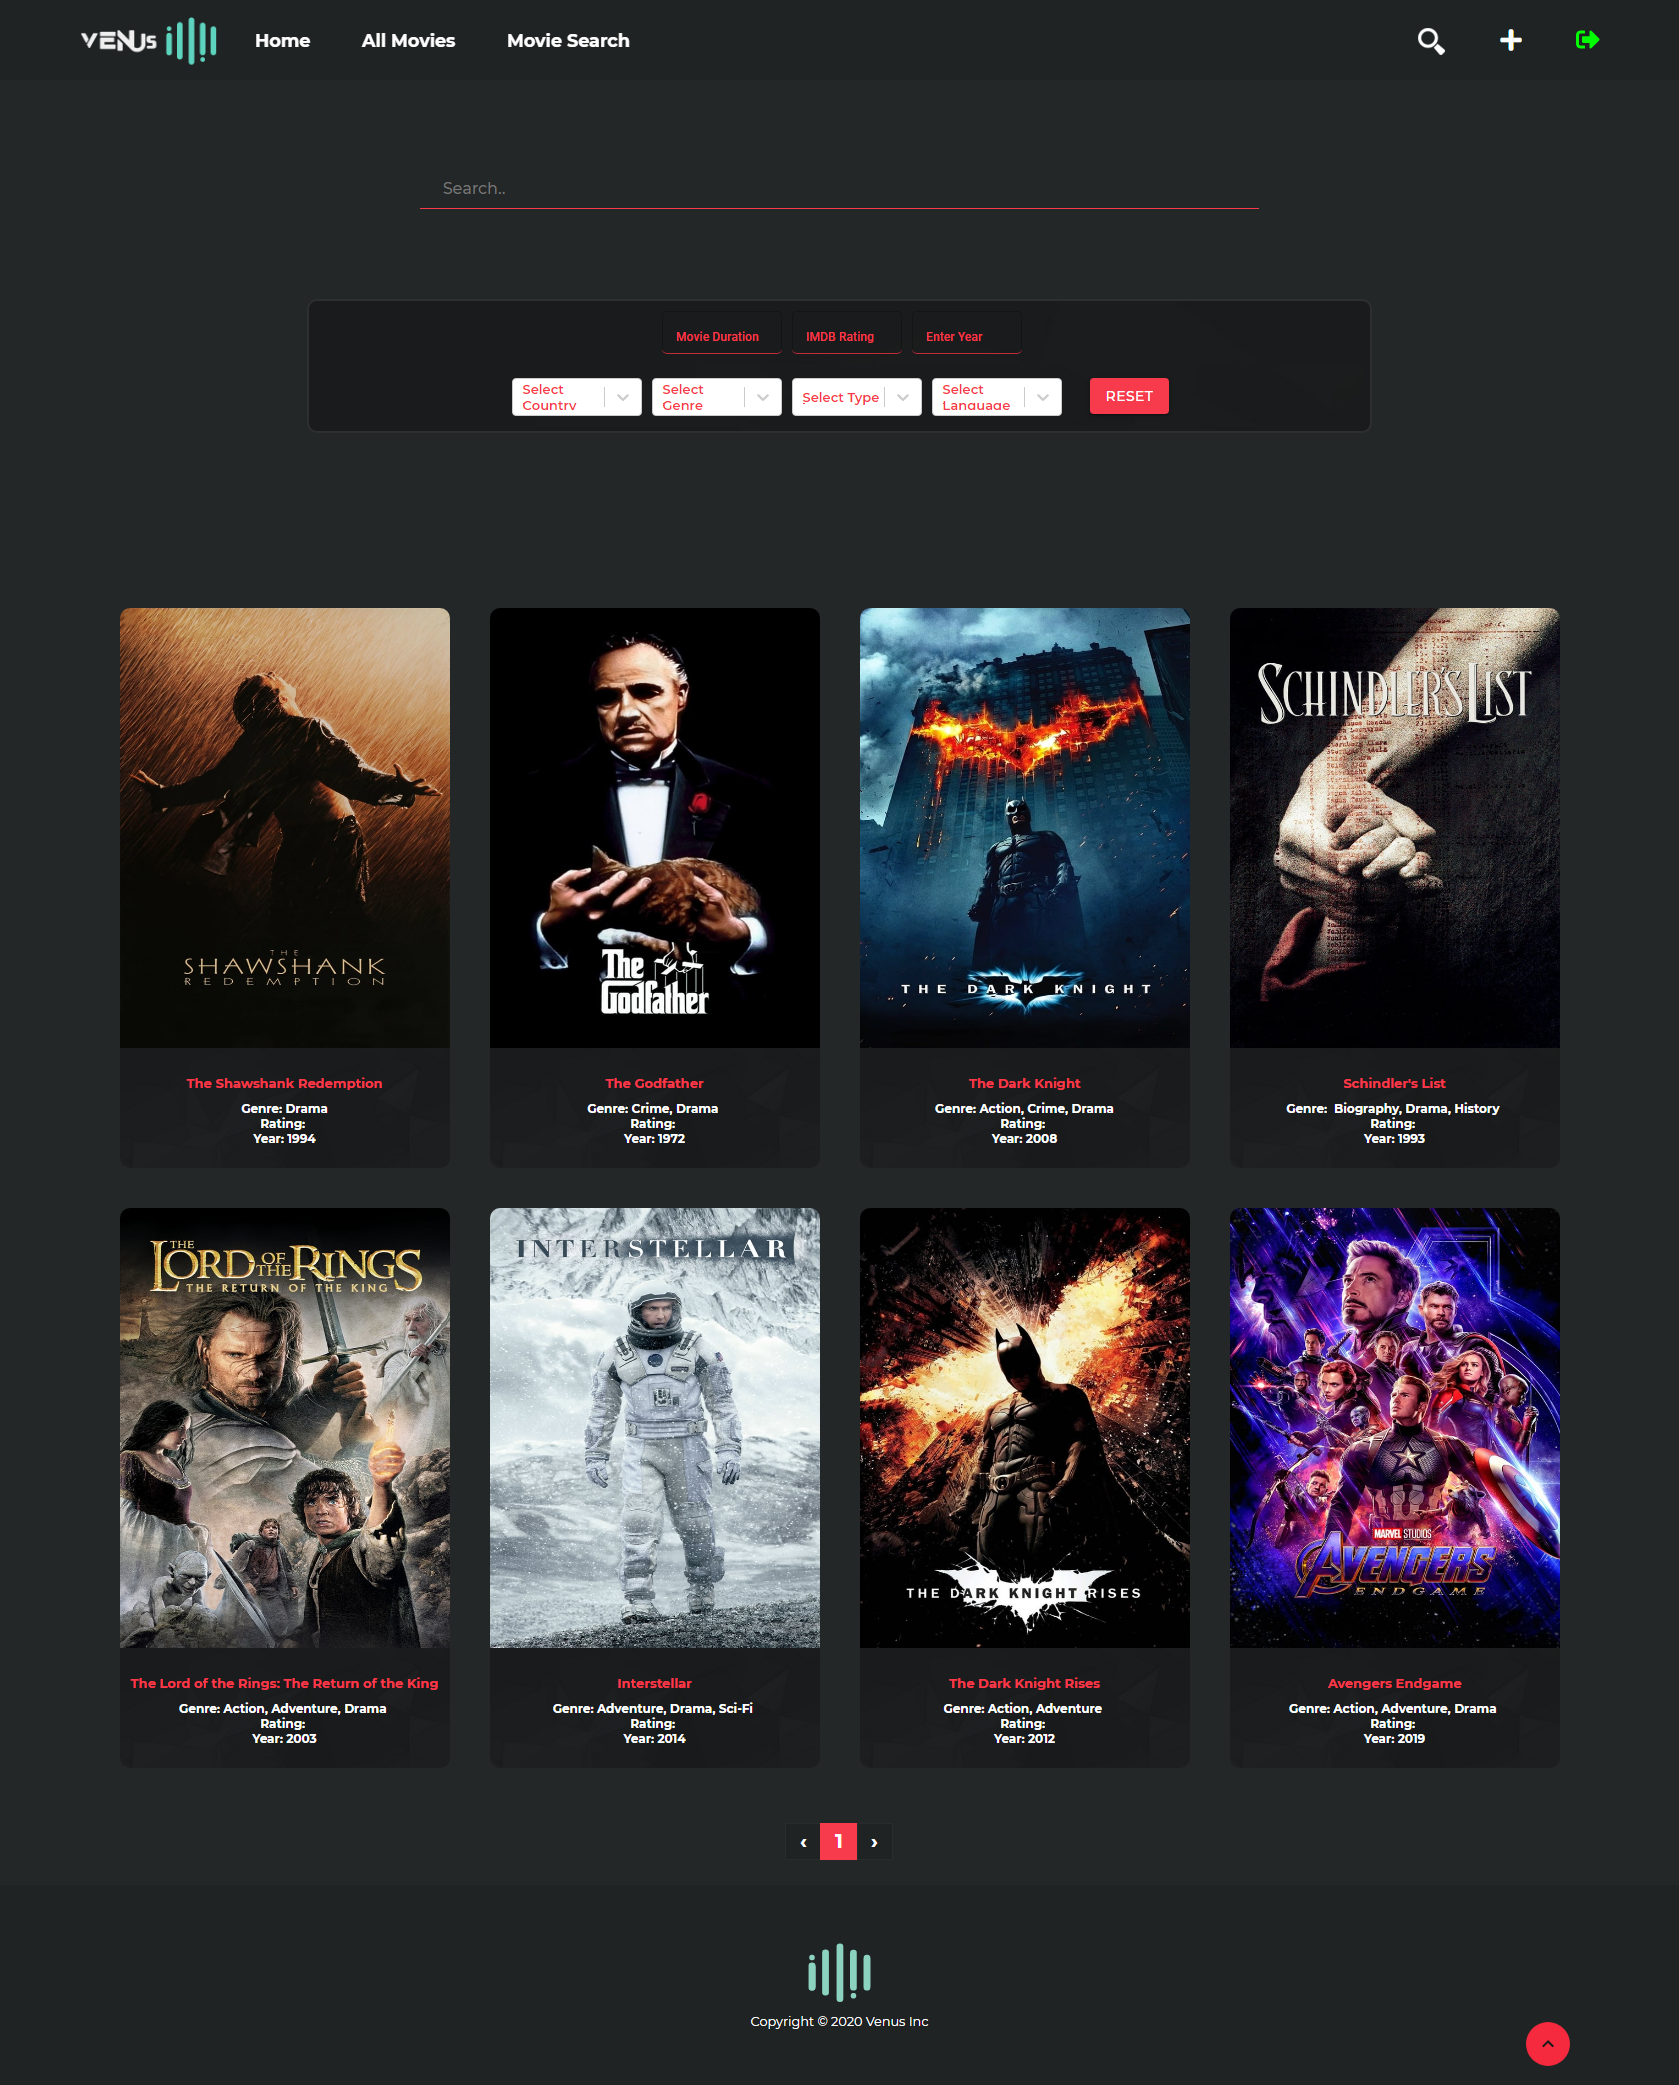 VENUs
Home
All Movies
Movie Search
Search..
Movie Duration
IMDB Rating
Enter Year
Select
Country
Select
Genre
Select Type
Select
Language
RESET
THE
SHAWSHANK
REDEMPTION
The
Godfather
THE DARK KNIGHT
SCHINDLER'S LIST
The Shawshank Redemption
Genre: Drama
Rating:
Year: 1994
The Godfather
Genre: Crime, Drama
Rating:
Year: 1972
The Dark Knight
Genre: Action, Crime, Drama
Rating:
Year: 2008
Schindler's List
Genre:  Biography, Drama, History
Rating:
Year: 1993
THE
LORD OF THE RINGS
THE RETURN OF THE KING
INTERSTELLAR
THE DARK KNIGHT RISES
MARVEL STUDIOS
AVENGERS
ENDGAME
The Lord of the Rings: The Return of the King
Genre: Action, Adventure, Drama
Rating:
Year: 2003
Interstellar
Genre: Adventure, Drama, Sci-Fi
Rating:
Year: 2014
The Dark Knight Rises
Genre: Action, Adventure
Rating:
Year: 2012
Avengers Endgame
Genre: Action, Adventure, Drama
Rating:
Year: 2019
‹ 1 ›
Copyright © 2020 Venus Inc